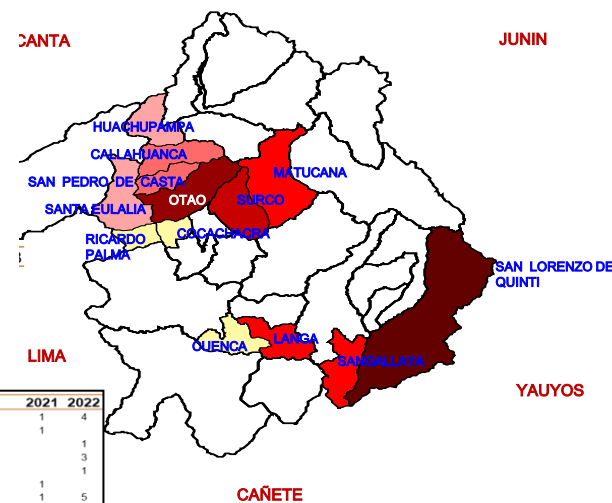 CANTA
JUNIN
HUACHUPAMPA
CALLAHUANCA
MATUCANA
SAN PEDRO DE CASTA
OTAO
SURCO
SANTA EULALIA
RICARDO
PALMA
COCACHACRA
SAN LORENZO DE
QUINTI
CUENCA
LANGA
SANGALLAYA
LIMA
YAUYOS
2021 2022
1 4
1
1
3
1
1
1 5
CAÑETE